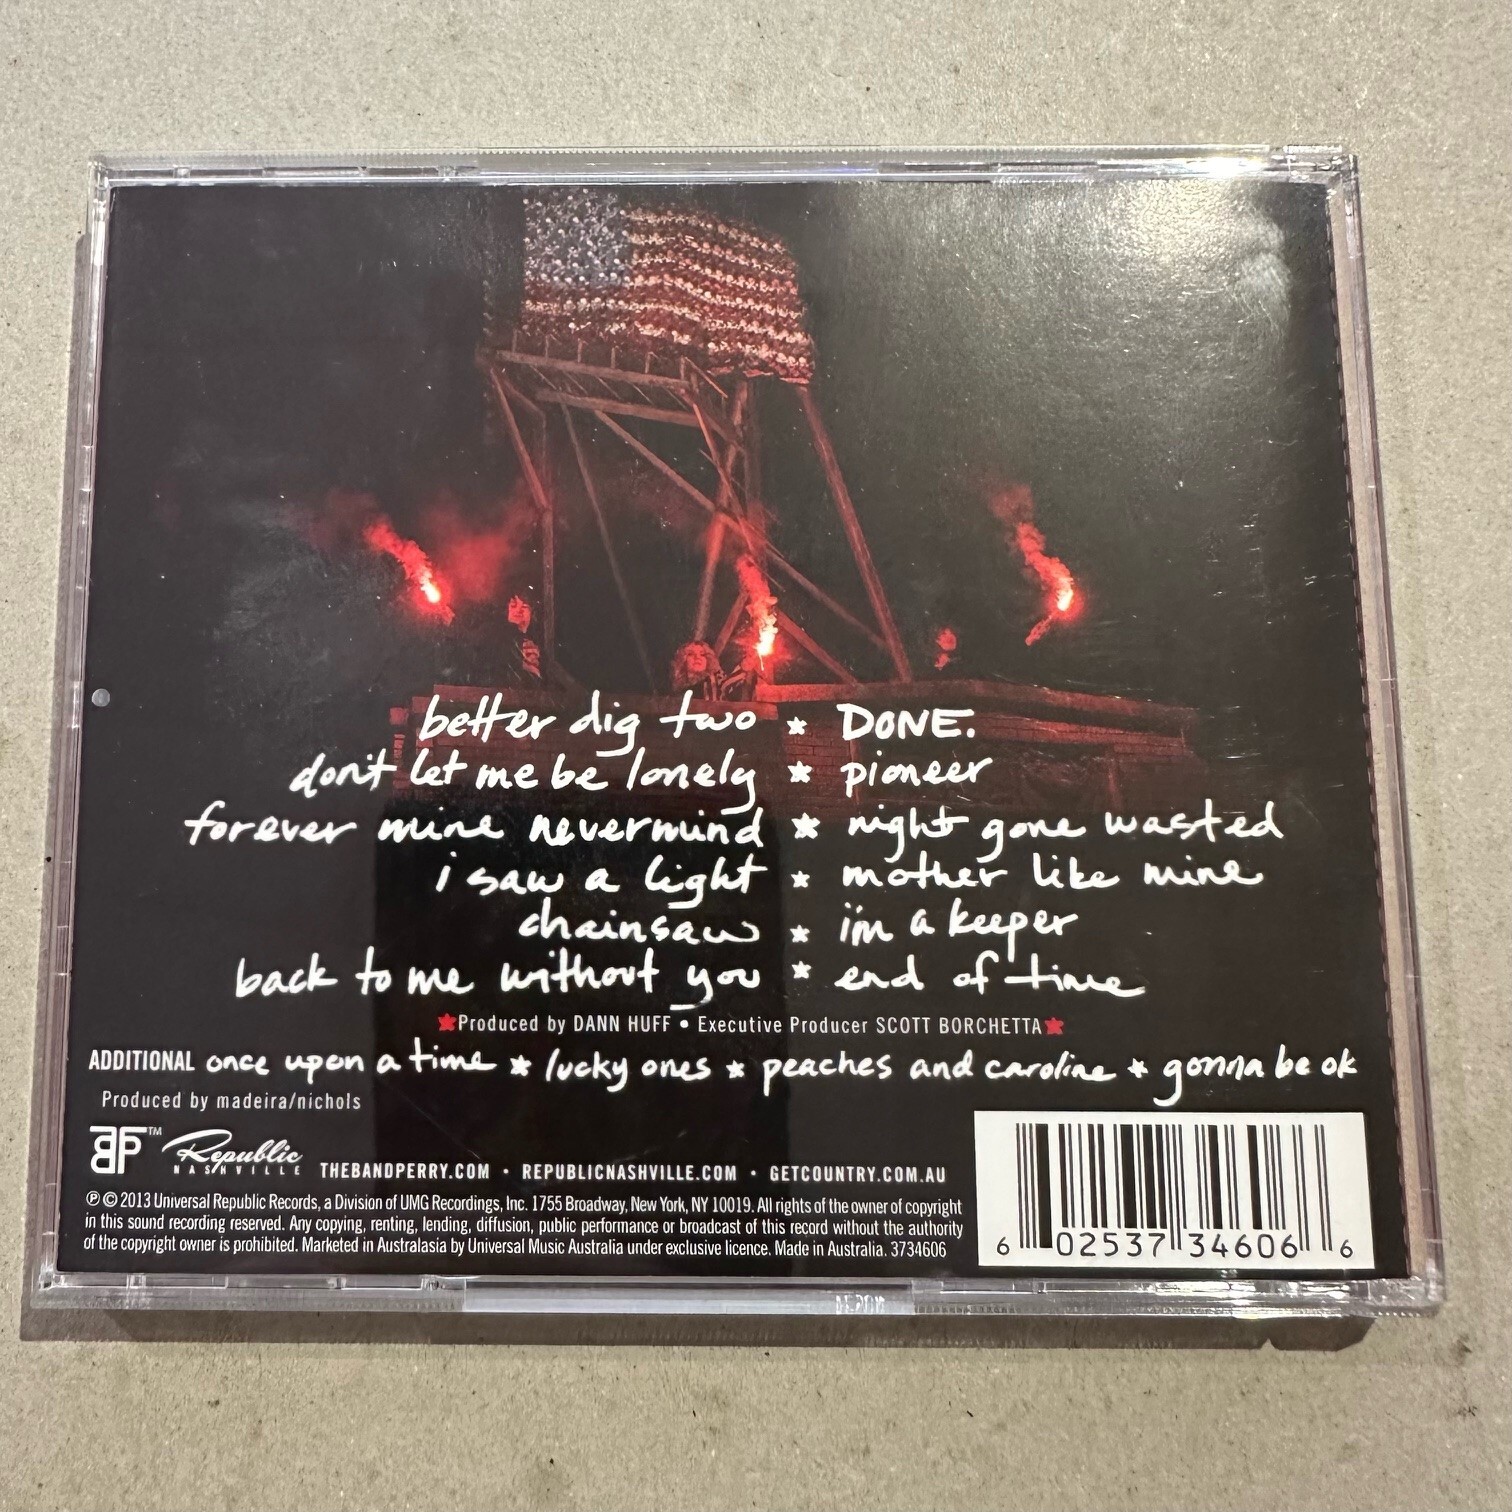 better dig two ★ DONE.
don't let me be lonely ★ pioneer
forever mine nevermind ★ night gone wasted
i saw a light ★ mother like mine
chainsaw ★ i'm a keeper
back to me without you ★ end of time
★Produced by DANN HUFF • Executive Producer SCOTT BORCHETTA★
ADDITIONAL once upon a time ★ lucky ones ★ peaches and caroline ★ gonna be ok
Produced by madeira/nichols
BP™ Republic NASHVILLE THEBANDPERRY.COM • REPUBLICNASHVILLE.COM • GETCOUNTRY.COM.AU
℗ © 2013 Universal Republic Records, a Division of UMG Recordings, Inc. 1755 Broadway, New York, NY 10019. All rights of the owner of copyright
in this sound recording reserved. Any copying, renting, lending, diffusion, public performance or broadcast of this record without the authority
of the copyright owner is prohibited. Marketed in Australasia by Universal Music Australia under exclusive licence. Made in Australia. 3734606
6 02537 34606 6